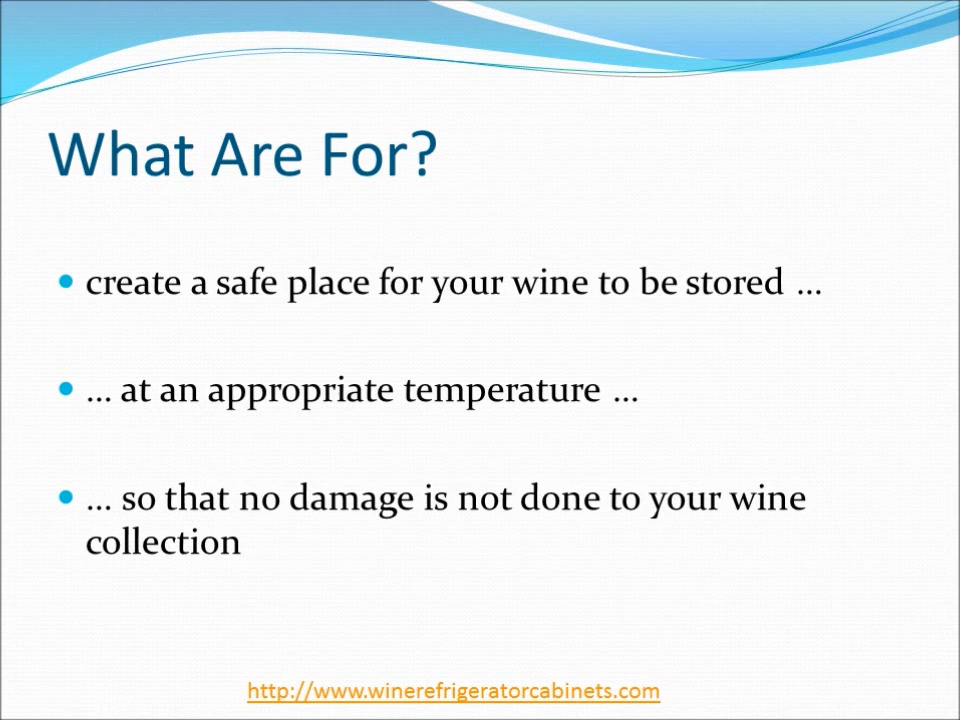 What Are For?
create a safe place for your wine to be stored …
… at an appropriate temperature …
… so that no damage is not done to your wine
collection
http://www.winerefrigeratorcabinets.com